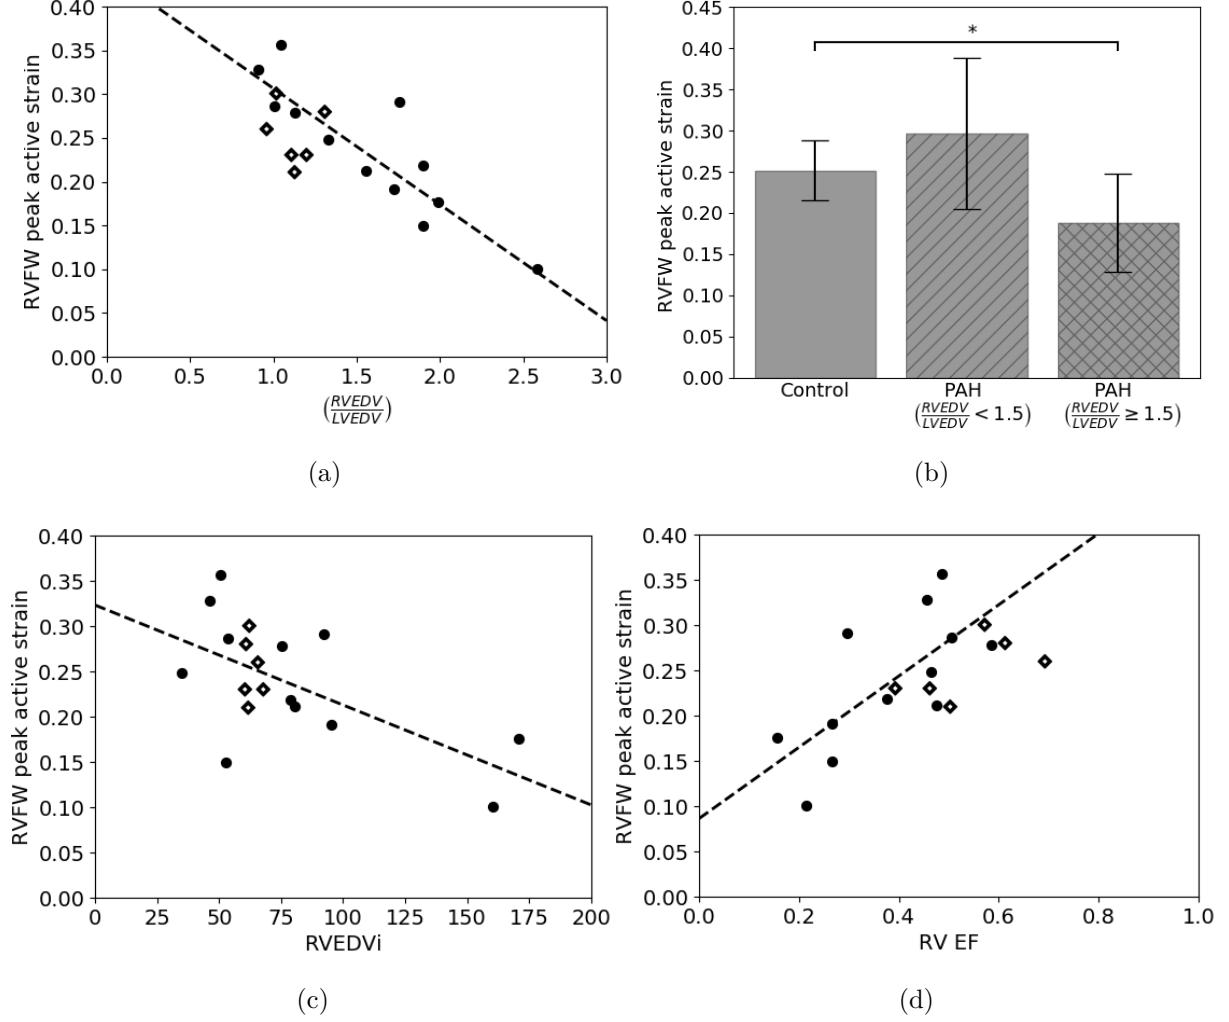 RVFW peak active strain
0.40
0.35
0.30
0.25
0.20
0.15
0.10
0.05
0.00
0.0 0.5 1.0 1.5 2.0 2.5 3.0
(RVEDV/LVEDV)
(a)
RVFW peak active strain
0.45
0.40
0.35
0.30
0.25
0.20
0.15
0.10
0.05
0.00
*
Control PAH PAH
(RVEDV/LVEDV < 1.5) (RVEDV/LVEDV ≥ 1.5)
(b)
RVFW peak active strain
0.40
0.35
0.30
0.25
0.20
0.15
0.10
0.05
0.00
0 25 50 75 100 125 150 175 200
RVEDVi
(c)
RVFW peak active strain
0.40
0.35
0.30
0.25
0.20
0.15
0.10
0.05
0.00
0.0 0.2 0.4 0.6 0.8 1.0
RV EF
(d)